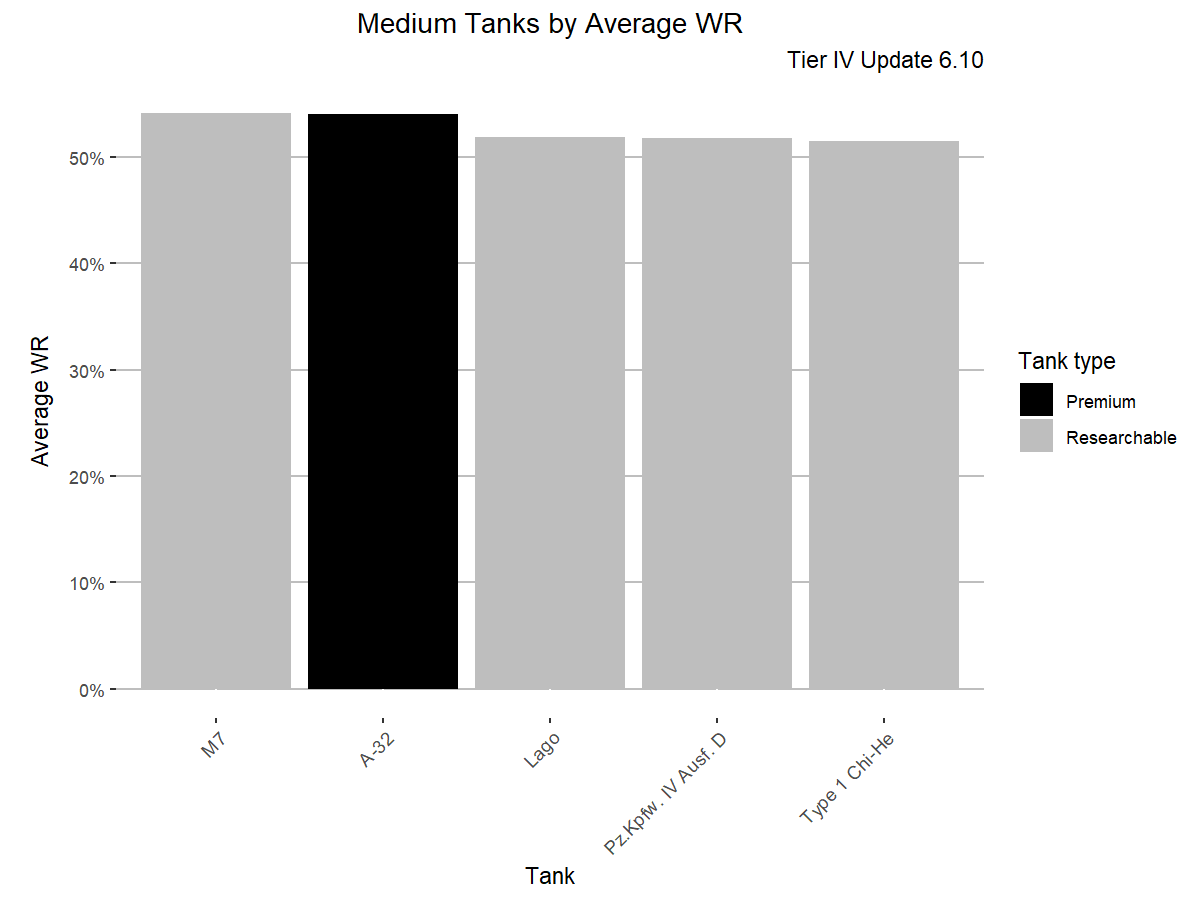 Medium Tanks by Average WR
Tier IV Update 6.10
50%
40%
30%
20%
10%
0%
Average WR
M7
A-32
Lago
Pz.Kpfw. IV Ausf. D
Type 1 Chi-He
Tank
Tank type
Premium
Researchable